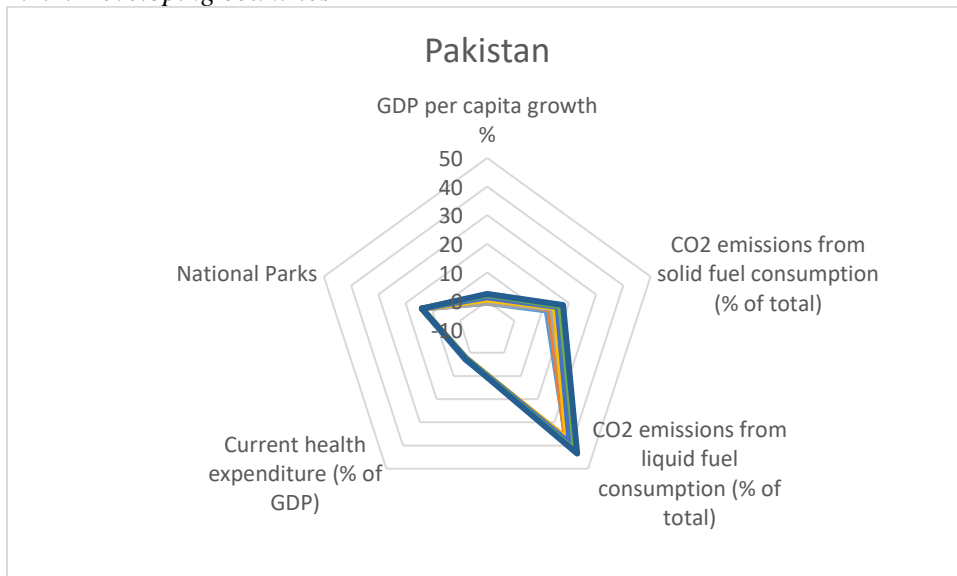 Pakistan
GDP per capita growth
%
50
40
30
20
10
0
-10
CO2 emissions from
solid fuel consumption
(% of total)
CO2 emissions from
liquid fuel
consumption (% of
total)
Current health
expenditure (% of
GDP)
National Parks